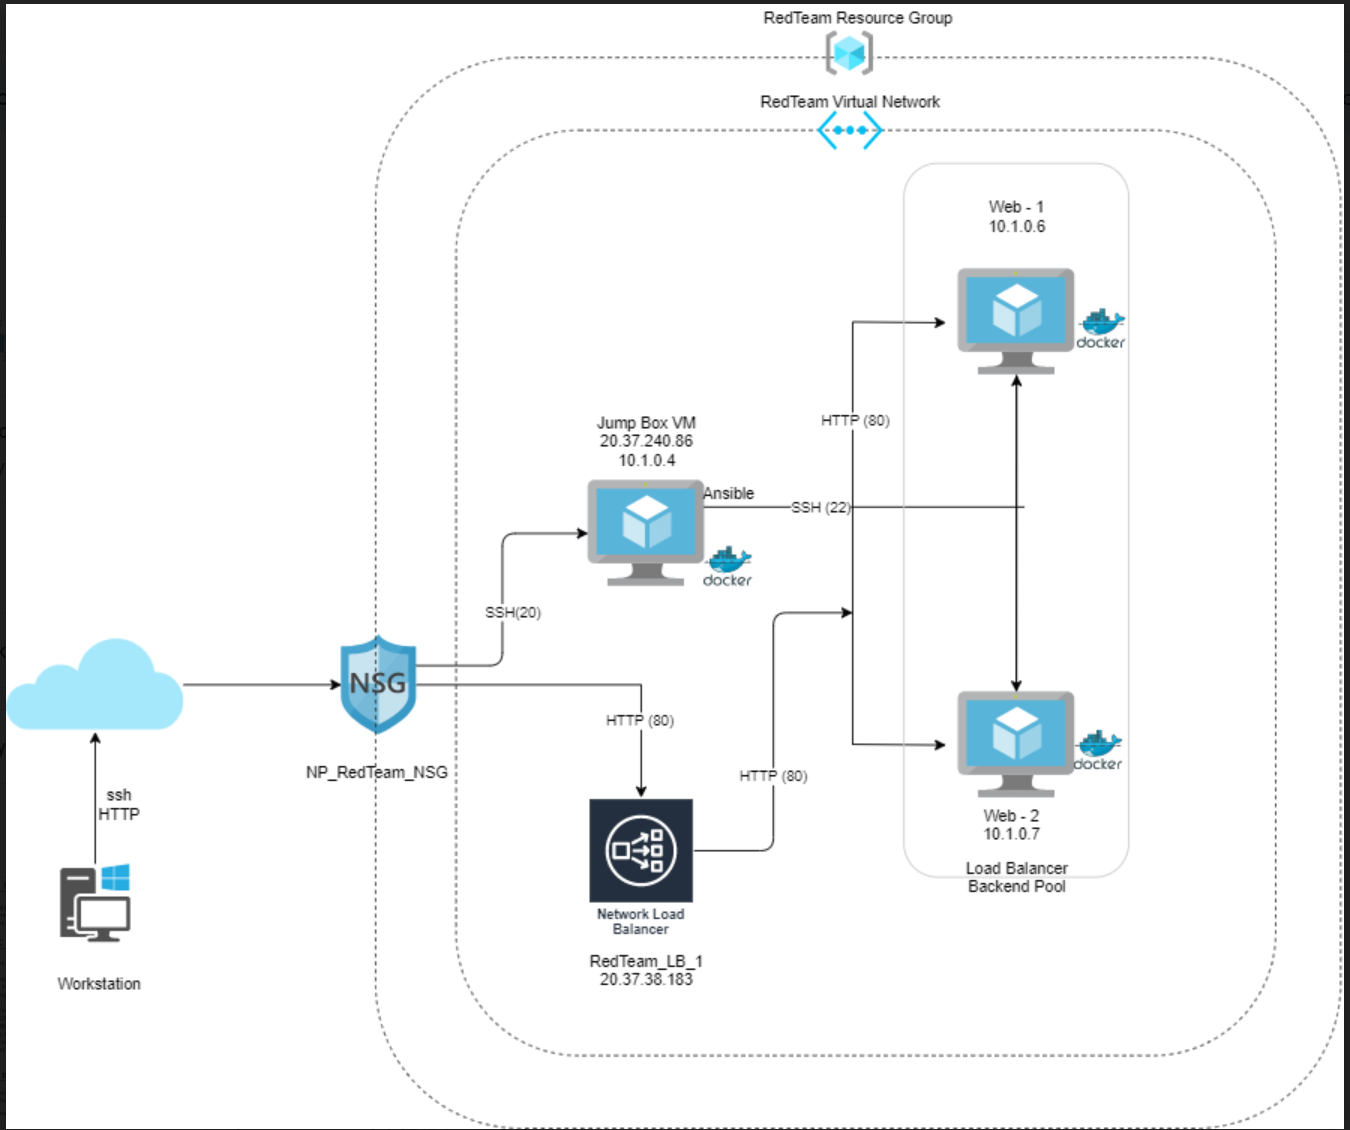 RedTeam Resource Group
RedTeam Virtual Network
Web - 1
10.1.0.6
docker
HTTP (80)
Jump Box VM
20.37.240.86
10.1.0.4
Ansible
SSH (22)
docker
SSH(20)
NSG
NP_RedTeam_NSG
HTTP (80)
HTTP (80)
docker
Web - 2
10.1.0.7
Load Balancer
Backend Pool
ssh
HTTP
Workstation
Network Load
Balancer
RedTeam_LB_1
20.37.38.183